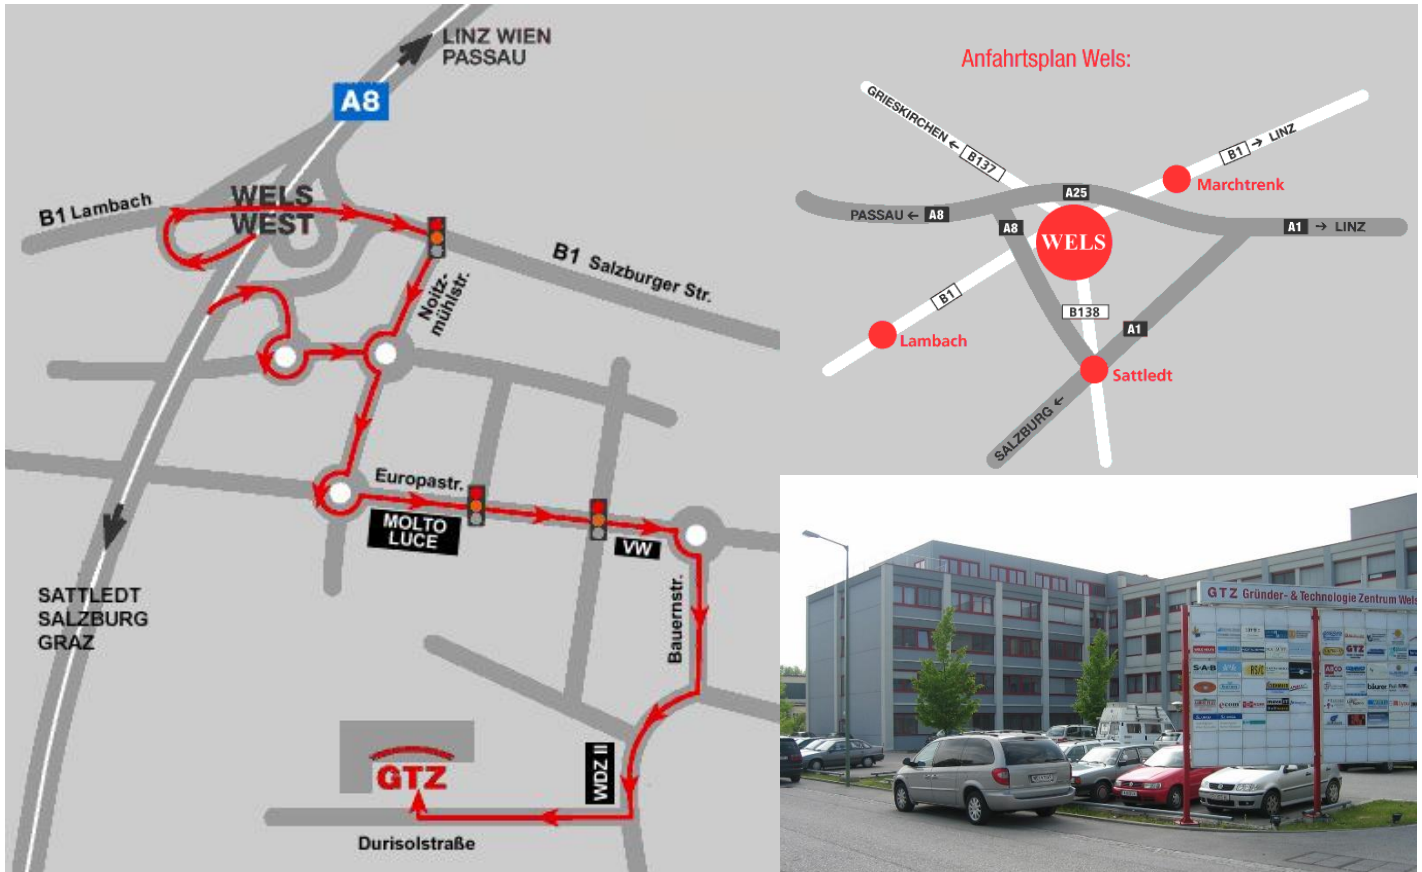 LINZ WIEN
PASSAU
A8
WELS
WEST
B1 Lambach
B1 Salzburger Str.
Noitz-
mühlstr.
Europastr.
MOLTO
LUCE
VW
Bauernstr.
SATTLEDT
SALZBURG
GRAZ
WDZ II
GTZ
Durisolstraße
Anfahrtsplan Wels:
GRIESKIRCHEN ← B137
B1 → LINZ
Marchtrenk
A25
PASSAU ← A8
A8
WELS
A1 → LINZ
B1
B138
A1
Lambach
Sattledt
SALZBURG ←
GTZ Gründer- & Technologie Zentrum Wels
S-A-B
GTZ